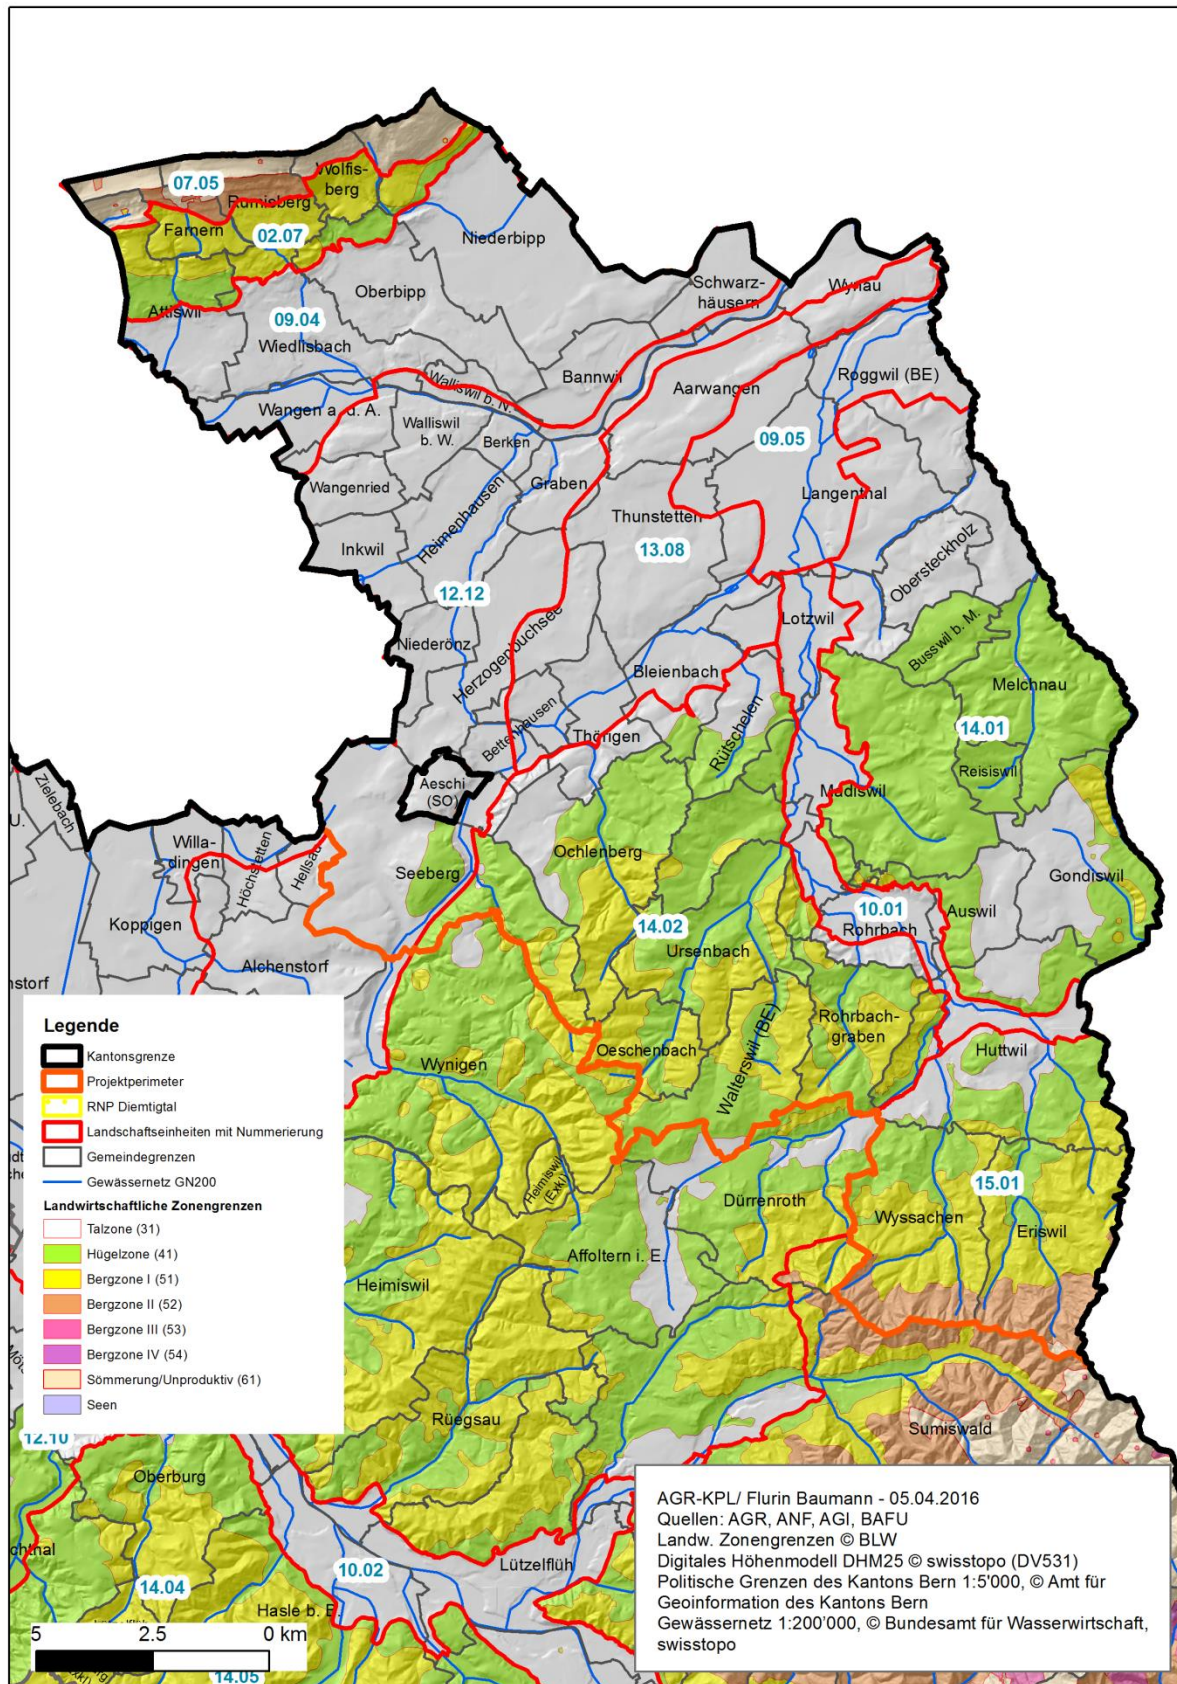 07.05
Wolfis-
berg
Rumisberg
Farnern
02.07
Niederbipp
Attiswil
Oberbipp
09.04
Wiedlisbach
Schwarz-
häusern
Wynau
Bannwil
Walliswil b. N.
Aarwangen
Roggwil (BE)
Wangen a. d. A.
Walliswil
b. W.
Berken
09.05
Wangenried
Graben
Langenthal
Heimenhausen
Thunstetten
Inkwil
13.08
Obersteckholz
12.12
Niederönz
Herzogenbuchsee
Lotzwil
Busswil b. M.
Bleienbach
Melchnau
Bettenhausen
Thörigen
Rütschelen
14.01
Reisiswil
Zielebach
U.
Aeschi
(SO)
Madiswil
Willa-
dingen
Höchstetten
Hellsau
Seeberg
Ochlenberg
Gondiswil
Koppigen
14.02
10.01
Rohrbach
Auswil
Ursenbach
Alchenstorf
nstorf
Oeschenbach
Walterswil (BE)
Rohrbach-
graben
Huttwil
Wynigen
Heimiswil
(Exkl)
Dürrenroth
15.01
Wyssachen
Eriswil
Affoltern i. E.
Heimiswil
Rüegsau
Sumiswald
12.10
Oberburg
Lützelflüh
10.02
14.04
Hasle b. B.
14.05
chthal
Legende
Kantonsgrenze
Projektperimeter
RNP Diemtigtal
Landschaftseinheiten mit Nummerierung
Gemeindegrenzen
Gewässernetz GN200
Landwirtschaftliche Zonengrenzen
Talzone (31)
Hügelzone (41)
Bergzone I (51)
Bergzone II (52)
Bergzone III (53)
Bergzone IV (54)
Sömmerung/Unproduktiv (61)
Seen
5 2.5 0 km
AGR-KPL/ Flurin Baumann - 05.04.2016
Quellen: AGR, ANF, AGI, BAFU
Landw. Zonengrenzen © BLW
Digitales Höhenmodell DHM25 © swisstopo (DV531)
Politische Grenzen des Kantons Bern 1:5'000, © Amt für
Geoinformation des Kantons Bern
Gewässernetz 1:200'000, © Bundesamt für Wasserwirtschaft,
swisstopo